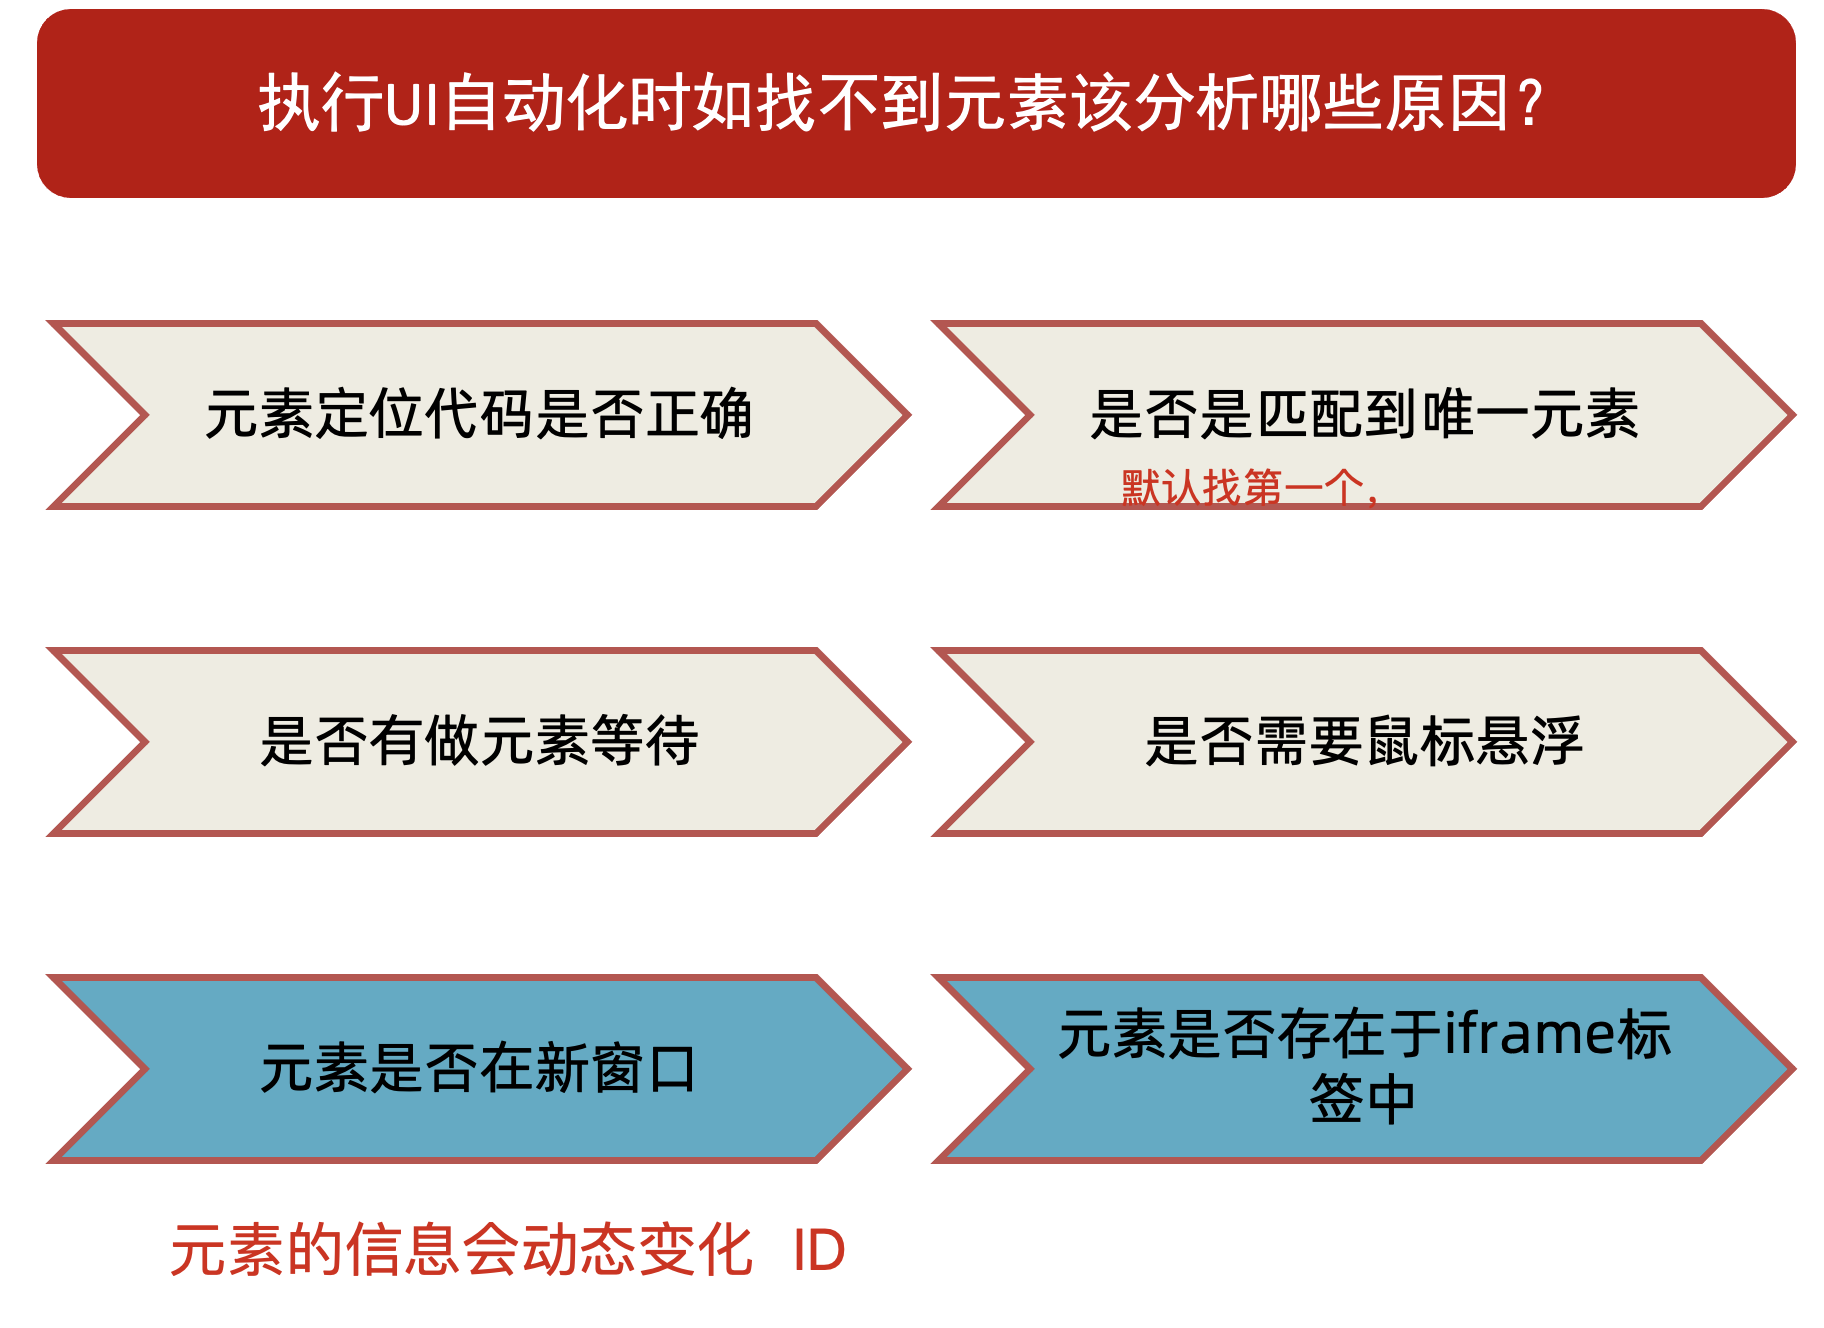 执行UI自动化时如找不到元素该分析哪些原因?
元素定位代码是否正确
是否是匹配到唯一元素
默认找第一个,
是否有做元素等待
是否需要鼠标悬浮
元素是否在新窗口
元素是否存在于iframe标
签中
元素的信息会动态变化 ID